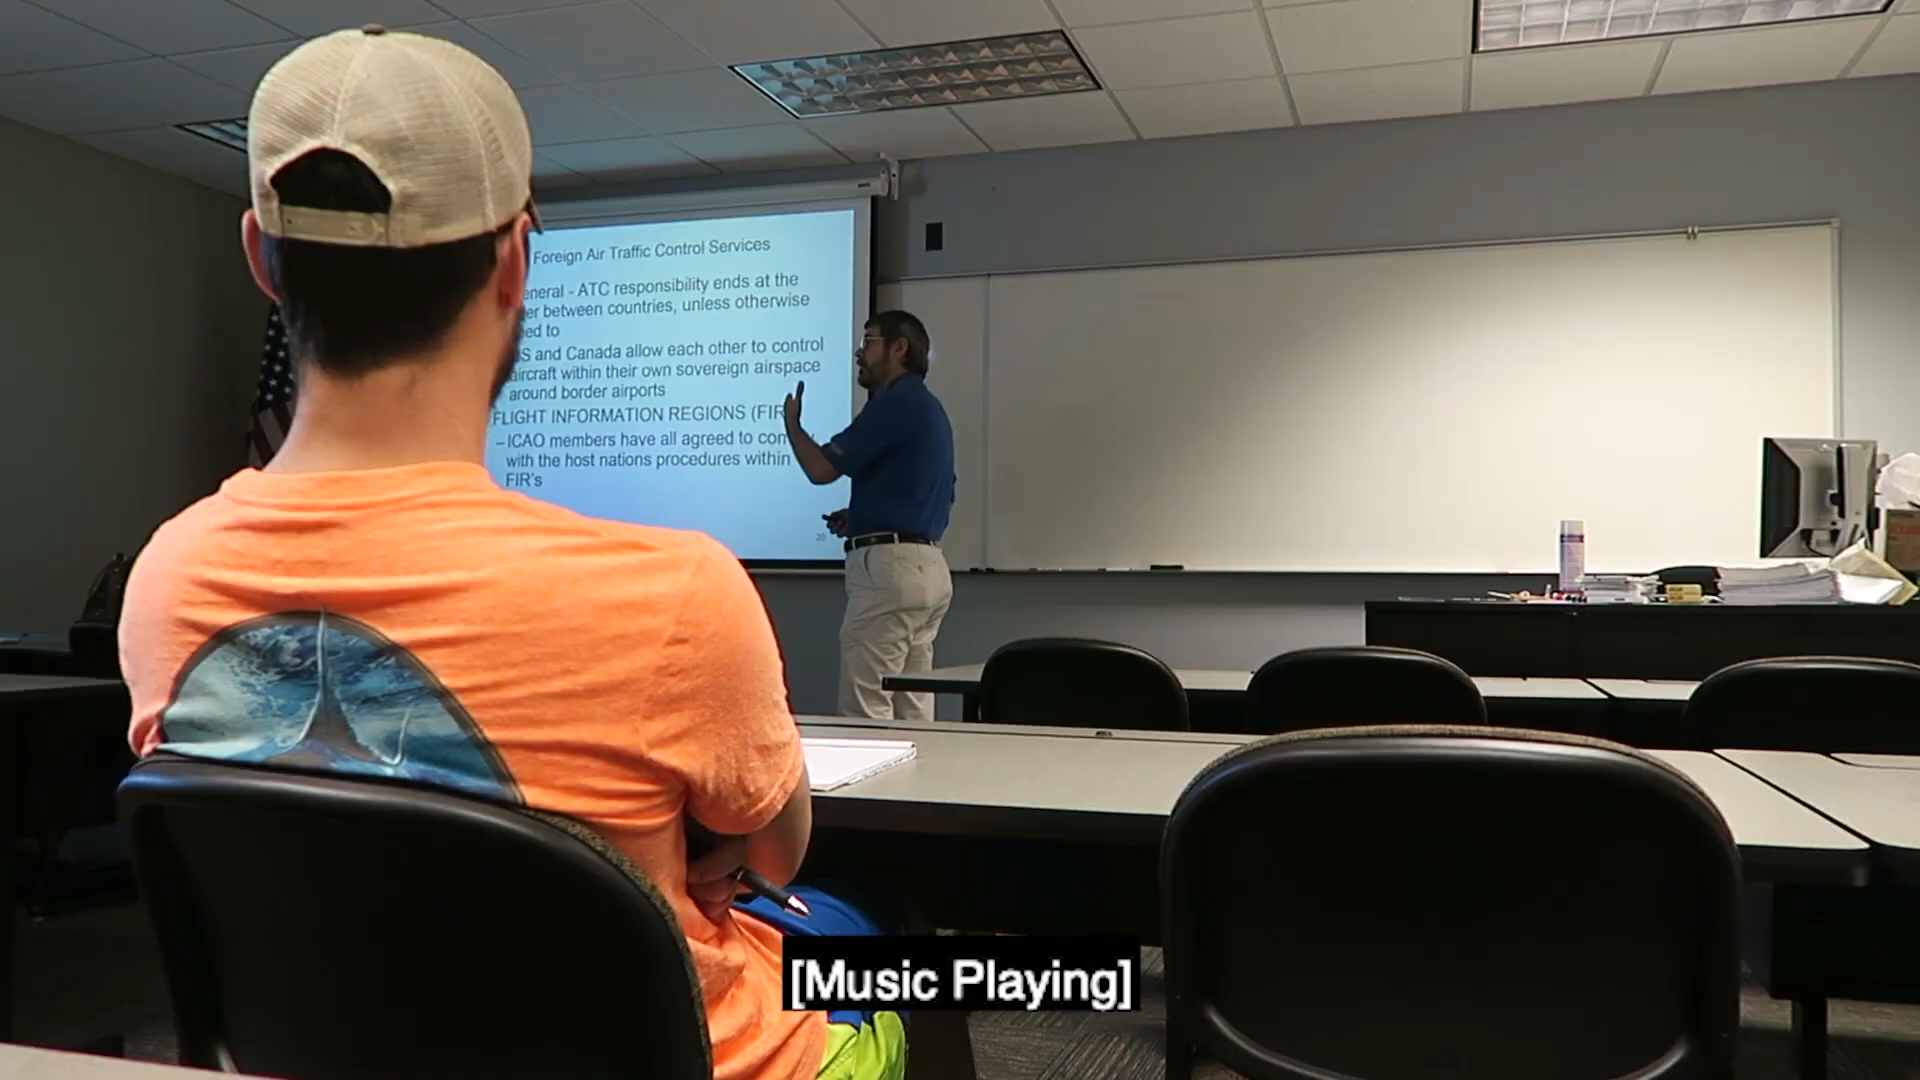 Foreign Air Traffic Control Services
eneral - ATC responsibility ends at the
er between countries, unless otherwise
ed to
S and Canada allow each other to control
aircraft within their own sovereign airspace
around border airports
FLIGHT INFORMATION REGIONS (FIR
– ICAO members have all agreed to com
with the host nations procedures within
FIR's
20
[Music Playing]